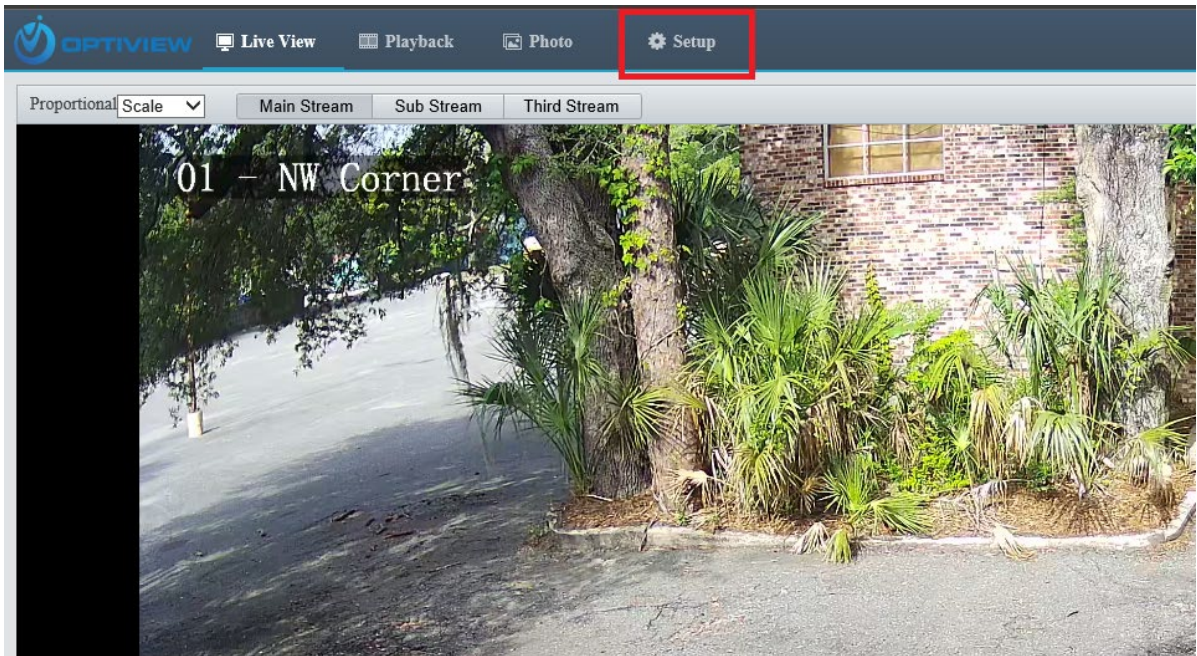 OPTIVIEW Live View Playback Photo Setup
Proportional Scale Main Stream Sub Stream Third Stream
01 - NW Corner